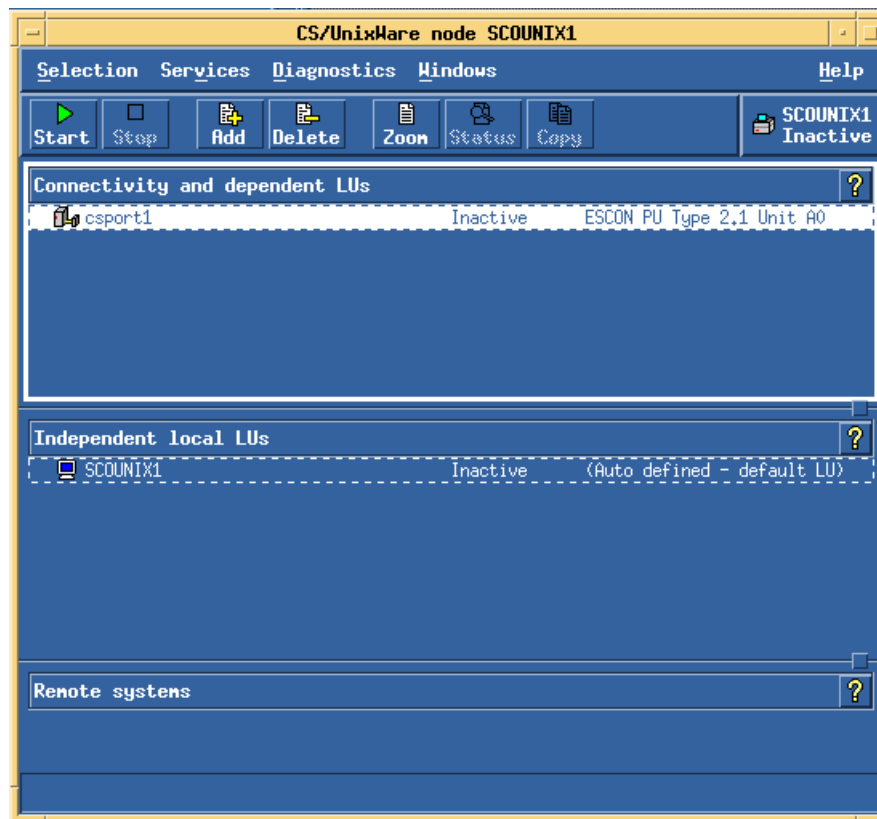 CS/UnixWare node SCOUNIX1
Selection Services Diagnostics Windows Help
Start Stop Add Delete Zoom Status Copy SCOUNIX1
Inactive
Connectivity and dependent LUs ?
csport1 Inactive ESCON PU Type 2.1 Unit A0
Independent local LUs ?
SCOUNIX1 Inactive (Auto defined - default LU)
Remote systems ?